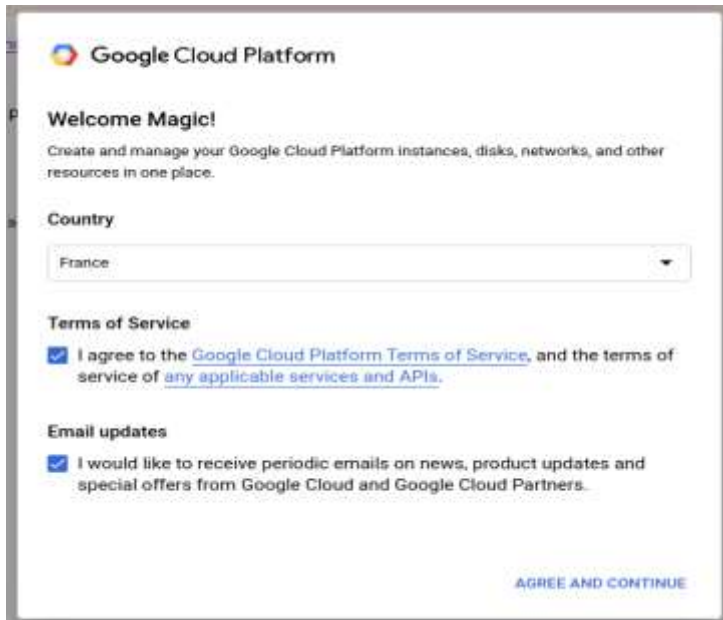 Google Cloud Platform
Welcome Magic!
Create and manage your Google Cloud Platform instances, disks, networks, and other
resources in one place.
Country
France
Terms of Service
I agree to the Google Cloud Platform Terms of Service, and the terms of
service of any applicable services and APIs.
Email updates
I would like to receive periodic emails on news, product updates and
special offers from Google Cloud and Google Cloud Partners.
AGREE AND CONTINUE